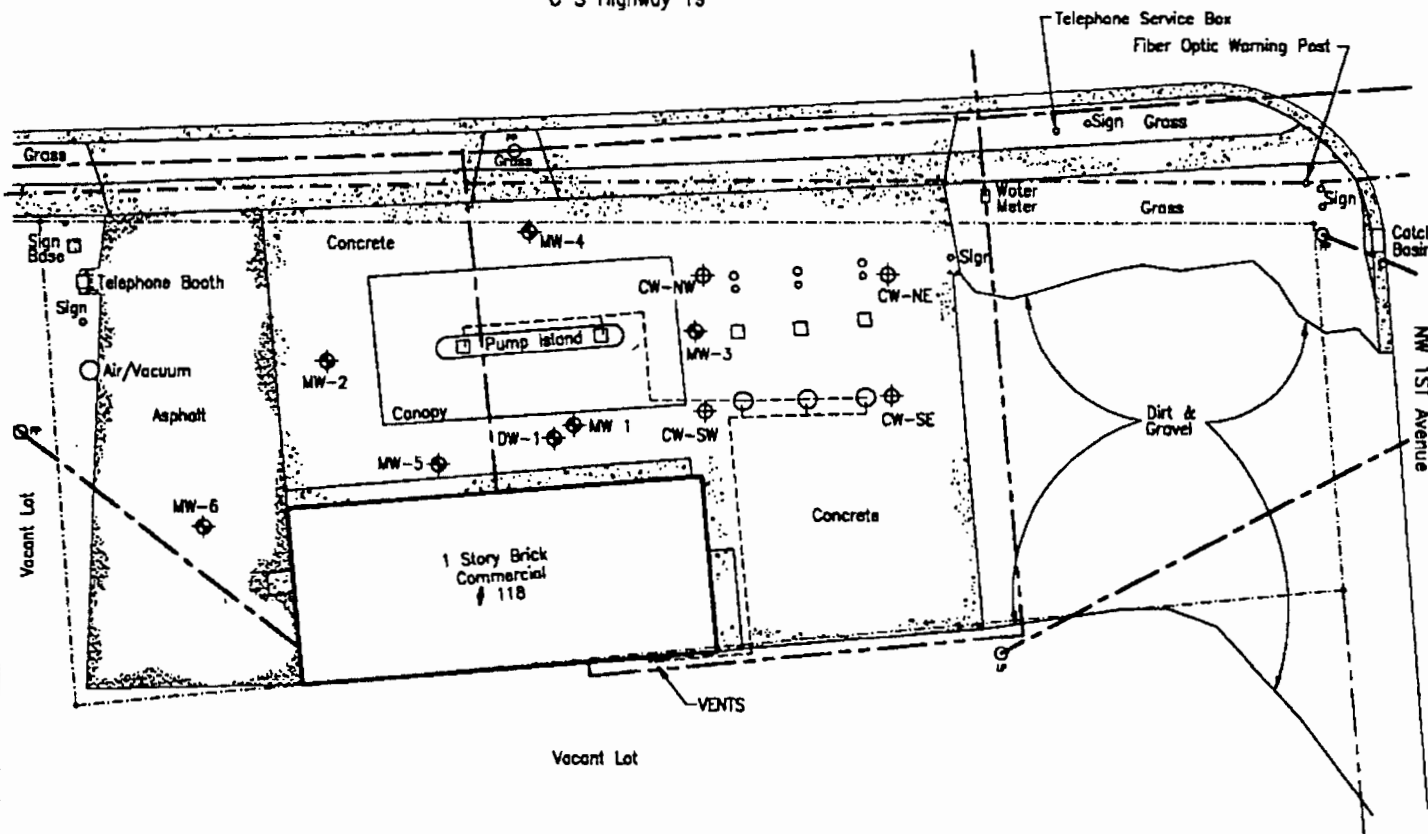 U S Highway 19
Telephone Service Box
Fiber Optic Warning Post
Sign
Grass
Grass
PP
Grass
Water
Meter
Grass
Sign
Catch
Basin
Sign
Base
Concrete
MW-4
Telephone Booth
Sign
CW-NW
Sign
CW-NE
Pump Island
MW-3
NW 1ST Avenue
Air/Vacuum
MW-2
Asphalt
Canopy
MW 1
DW-1
CW-SW
CW-SE
Dirt &
Gravel
PP
MW-5
Vacant Lot
MW-6
Concrete
1 Story Brick
Commercial
# 118
LP
VENTS
Vacant Lot